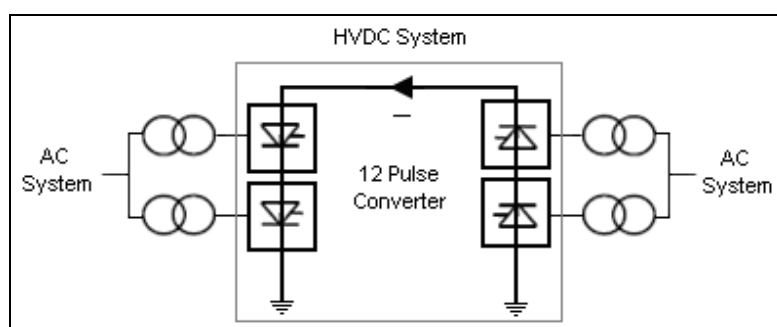 HVDC System
–
AC
System
12 Pulse
Converter
AC
System